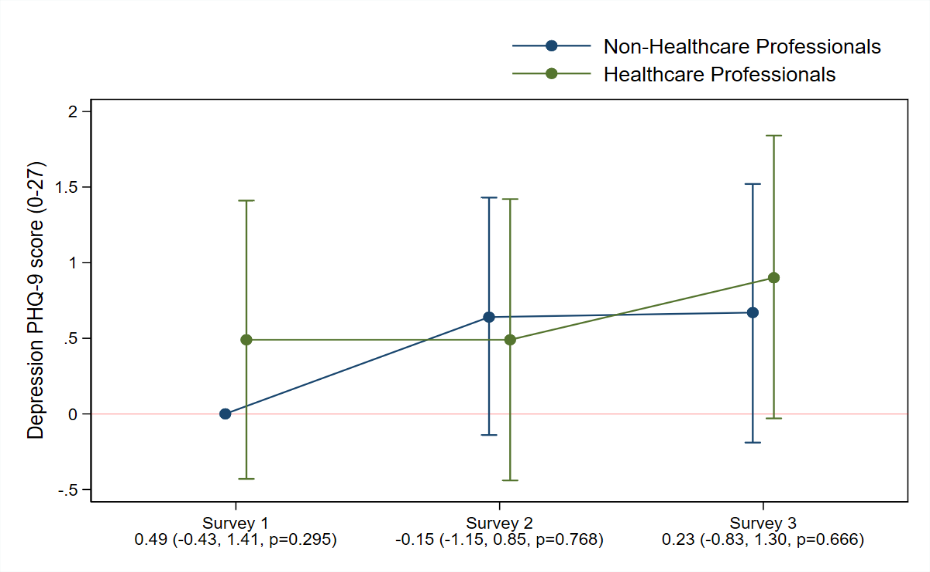 Non-Healthcare Professionals
Healthcare Professionals
Depression PHQ-9 score (0-27)
2
1.5
1
.5
0
-.5
Survey 1
0.49 (-0.43, 1.41, p=0.295)
Survey 2
-0.15 (-1.15, 0.85, p=0.768)
Survey 3
0.23 (-0.83, 1.30, p=0.666)